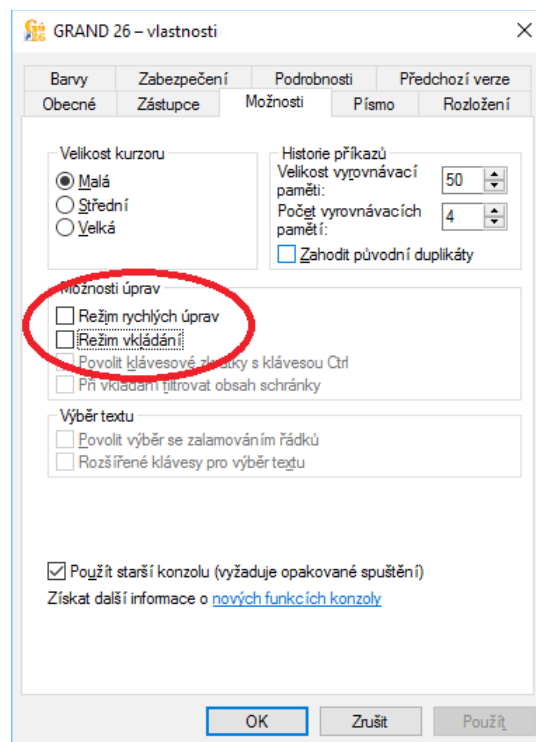 GRAND 26 – vlastnosti
Barvy Zabezpečení Podrobnosti Předchozí verze
Obecné Zástupce Možnosti Písmo Rozložení
Velikost kurzoru
Malá
Střední
Velká
Historie příkazů
Velikost vyrovnávací
paměti:
50
Počet vyrovnávacích
pamětí:
4
Zahodit původní duplikáty
Možnosti úprav
Režim rychlých úprav
Režim vkládání
Povolit klávesové zkratky s klávesou Ctrl
Při vkládání filtrovat obsah schránky
Výběr textu
Povolit výběr se zalamováním řádků
Rozšířené klávesy pro výběr textu
Použít starší konzolu (vyžaduje opakované spuštění)
Získat další informace o nových funkcích konzoly
OK Zrušit Použít